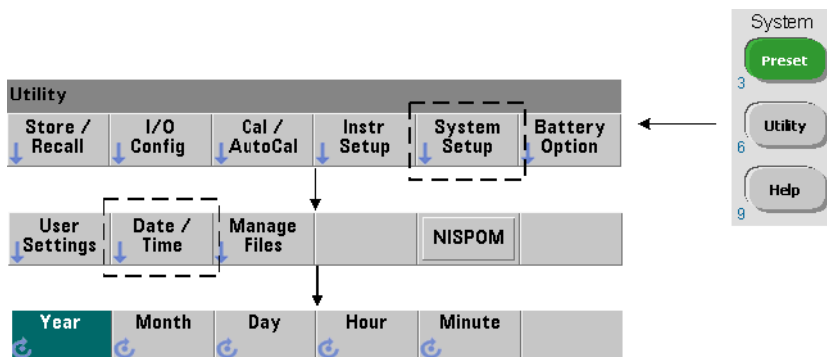 System
Preset
3
Utility
6
Help
9
Utility
Store / Recall
I/O Config
Cal / AutoCal
Instr Setup
System Setup
Battery Option
User Settings
Date / Time
Manage Files
NISPOM
Year
Month
Day
Hour
Minute